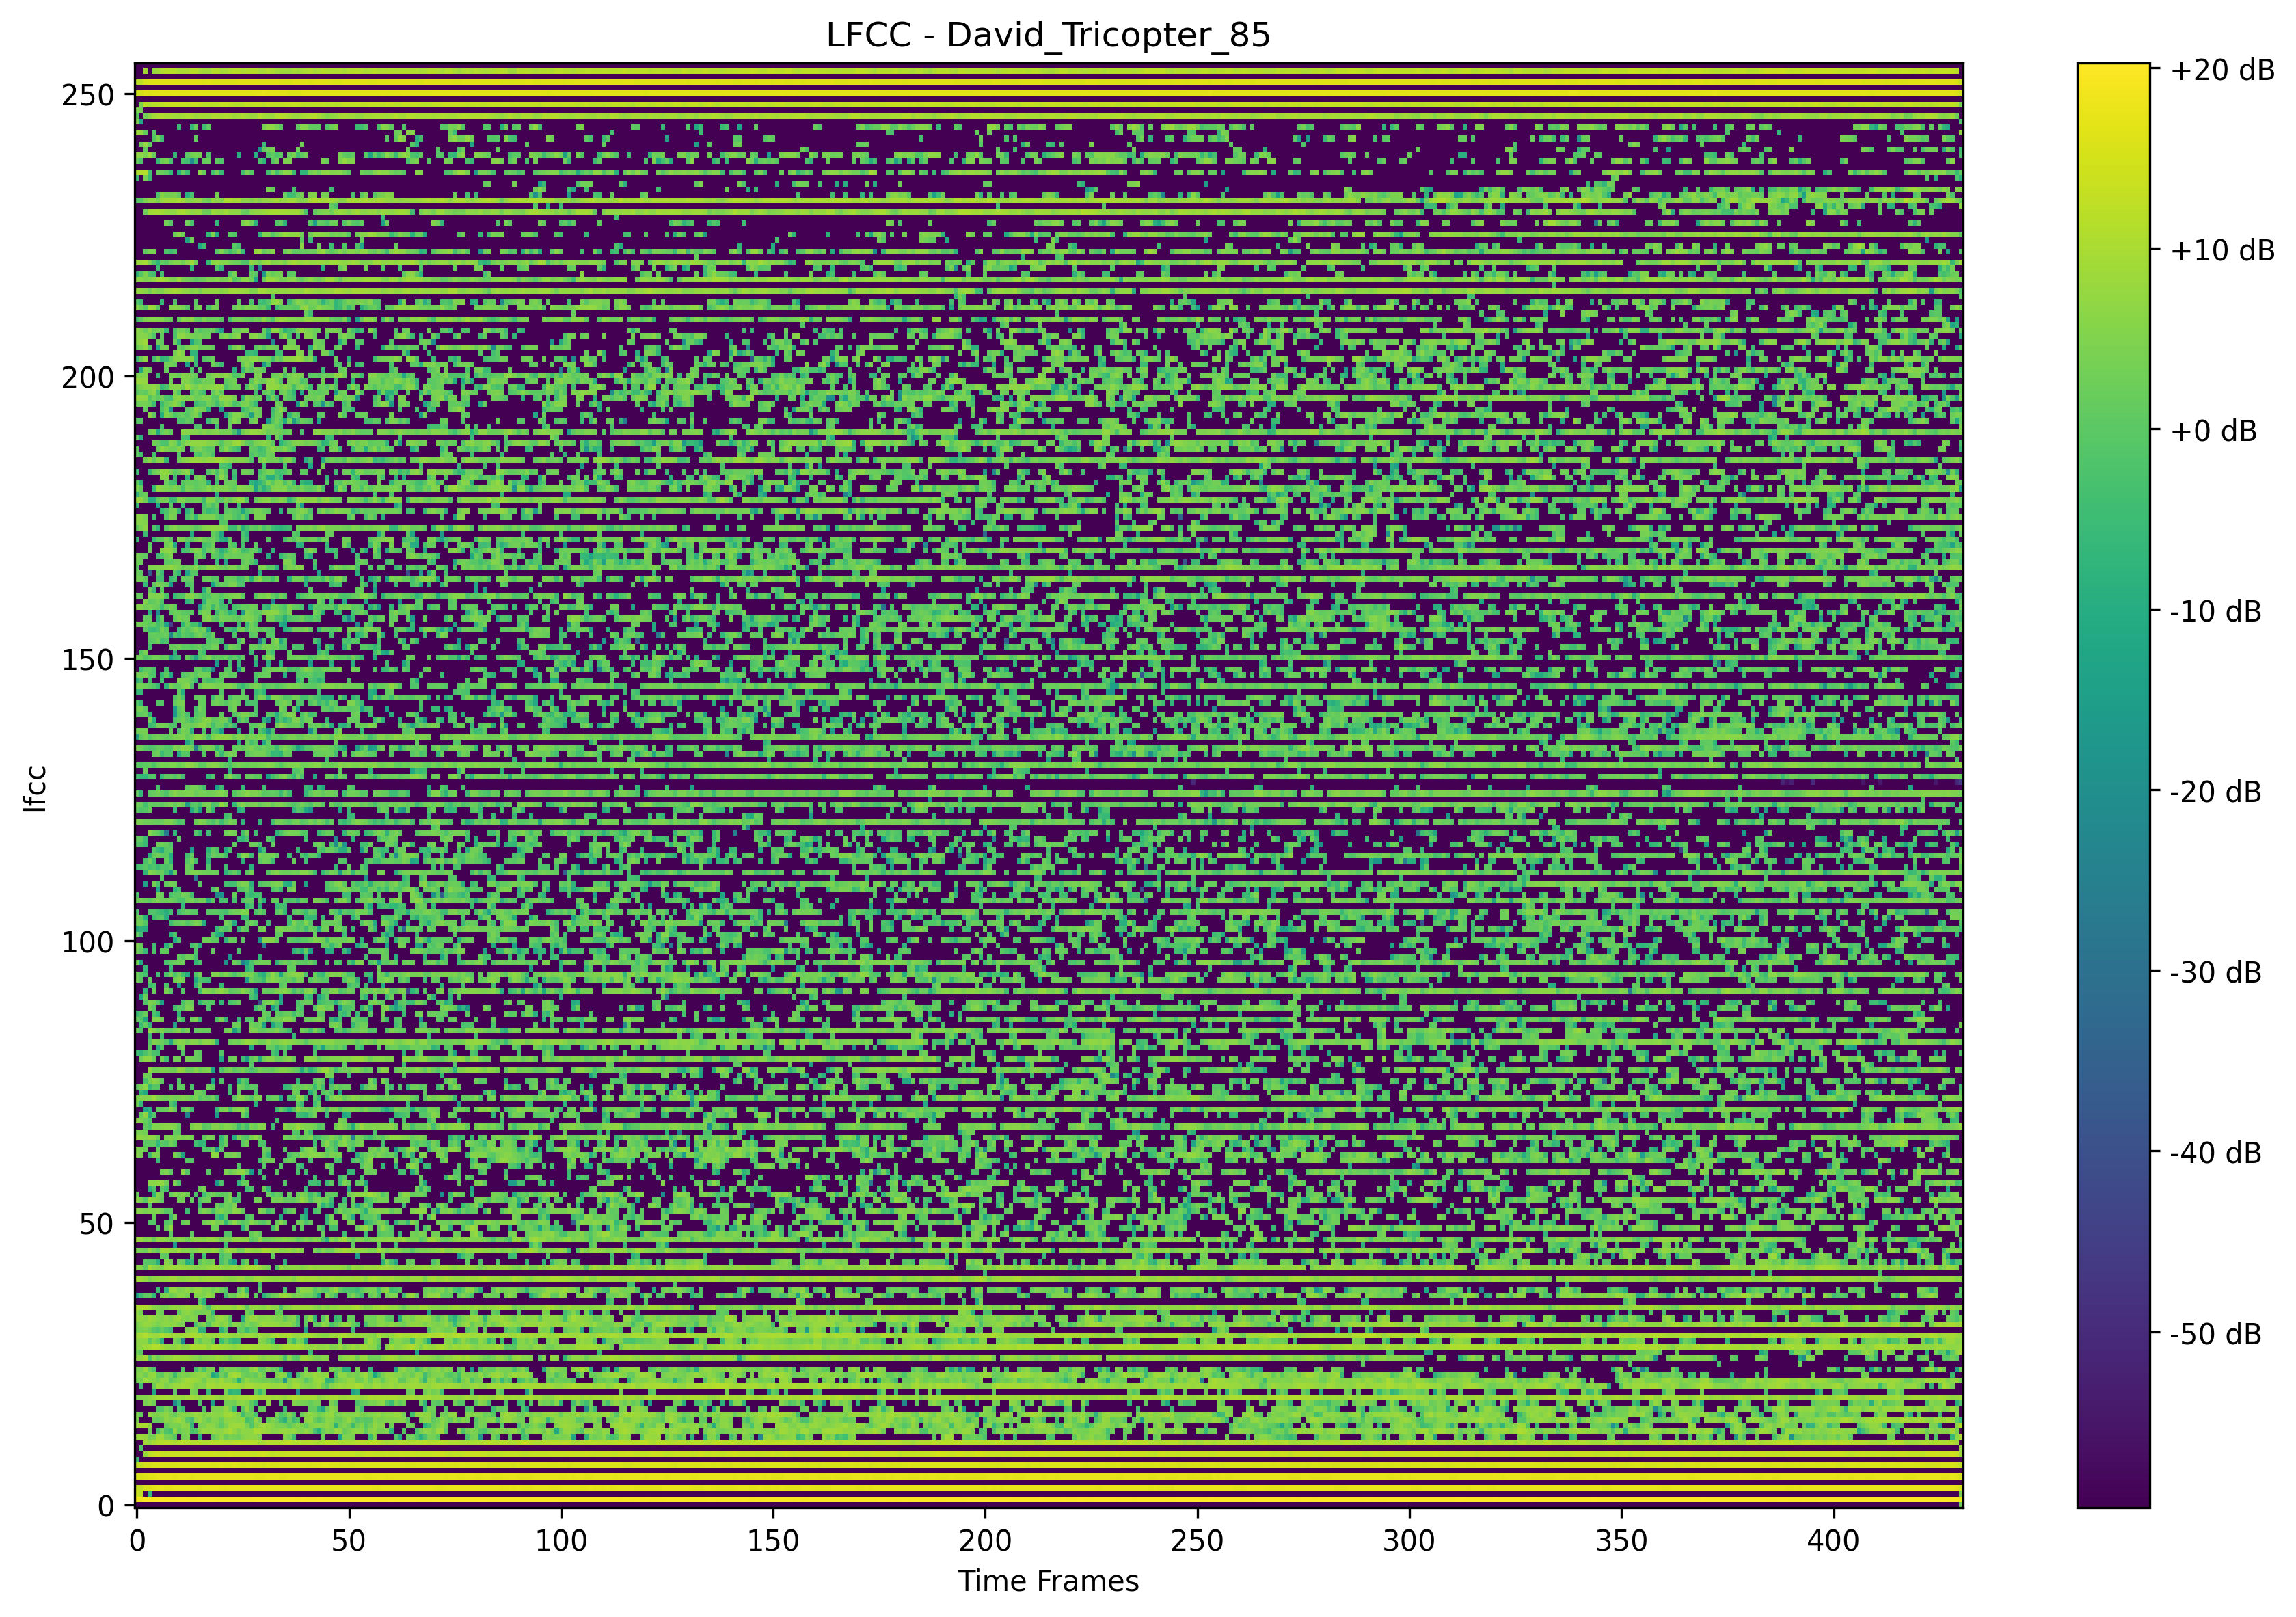 LFCC - David_Tricopter_85
lfcc
250
200
150
100
50
0
0 50 100 150 200 250 300 350 400
Time Frames
+20 dB
+10 dB
+0 dB
-10 dB
-20 dB
-30 dB
-40 dB
-50 dB